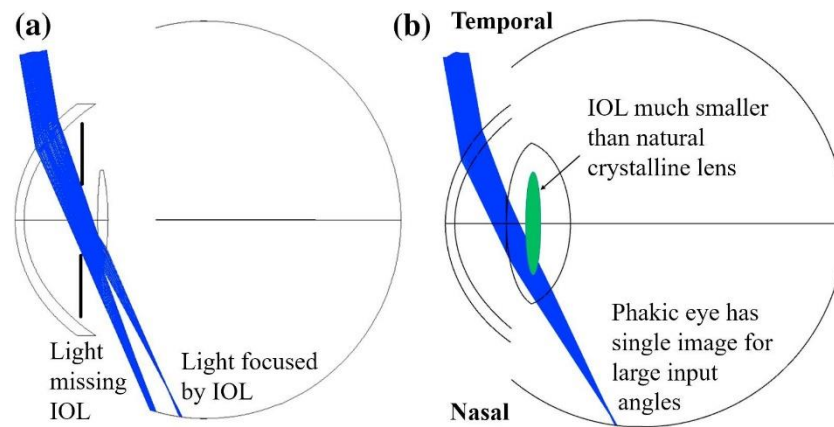 (a)
Light
missing
IOL
Light focused
by IOL
(b)
Temporal
IOL much smaller
than natural
crystalline lens
Phakic eye has
single image for
large input
angles
Nasal